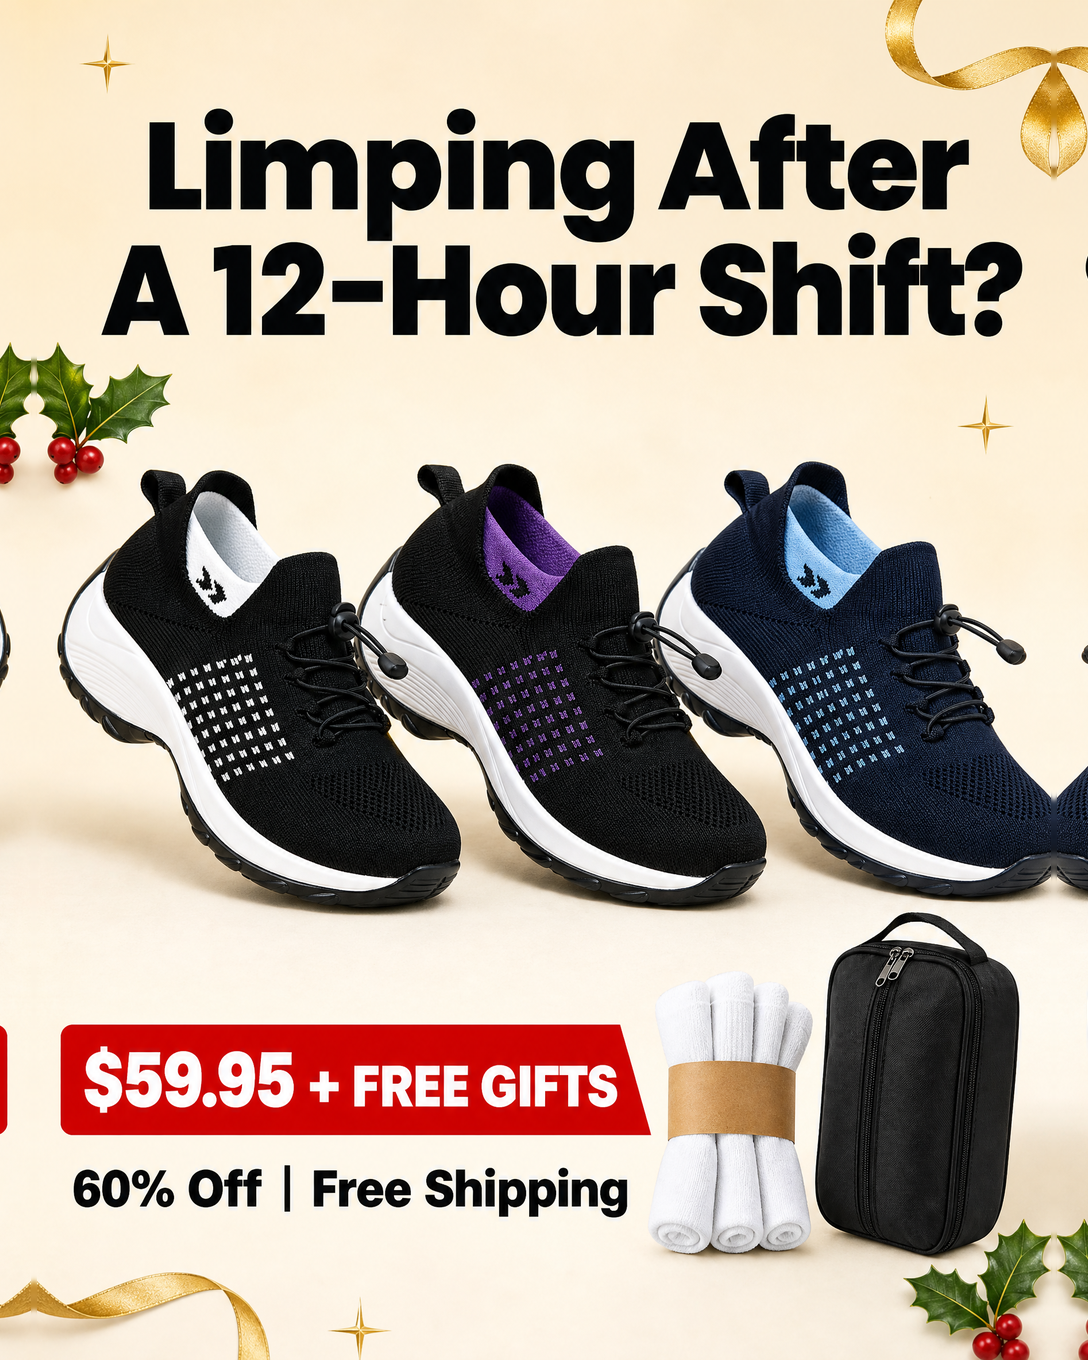 Limping After
A 12-Hour Shift?
$59.95 + FREE GIFTS
60% Off | Free Shipping